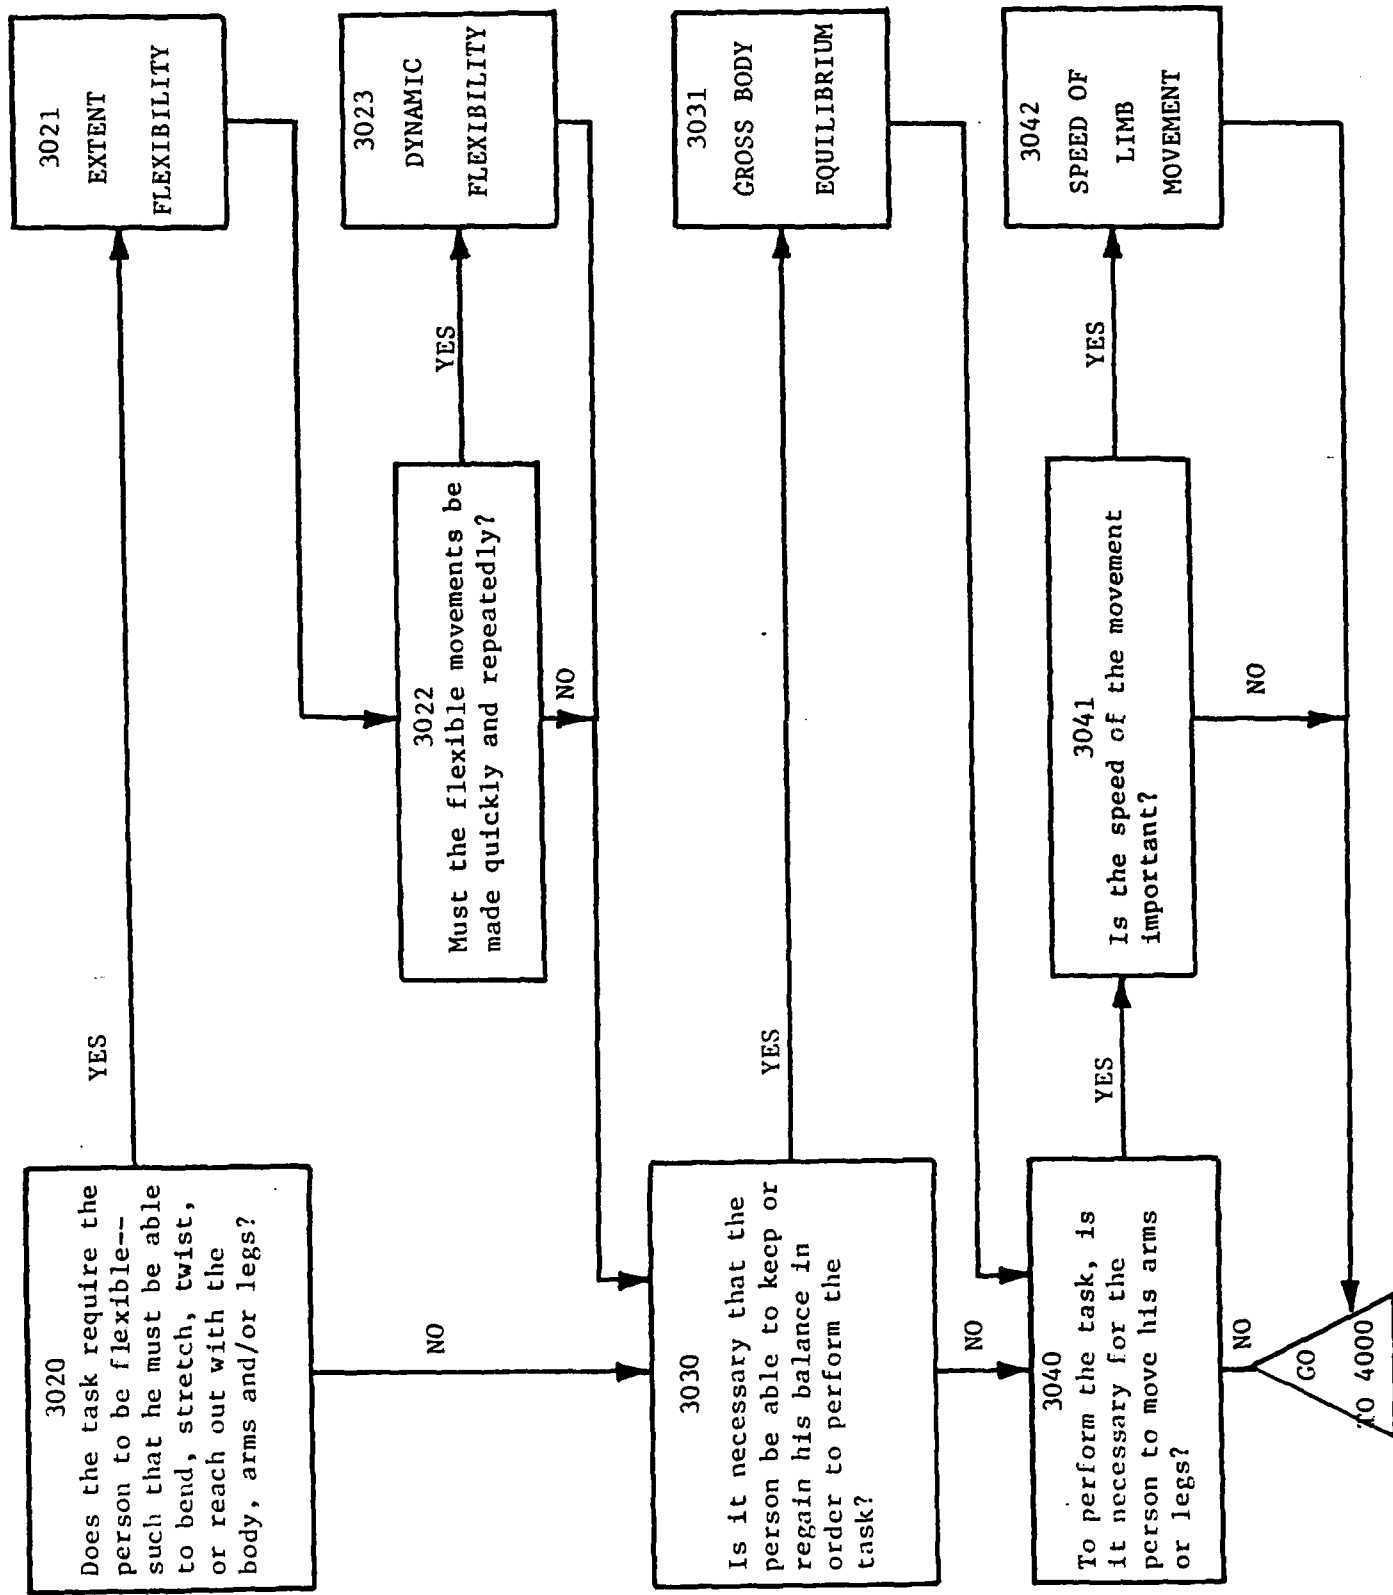 3020
Does the task require the
person to be flexible--
such that he must be able
to bend, stretch, twist,
or reach out with the
body, arms and/or legs?
YES
3021
EXTENT
FLEXIBILITY
NO
3022
Must the flexible movements be
made quickly and repeatedly?
YES
3023
DYNAMIC
FLEXIBILITY
NO
3030
Is it necessary that the
person be able to keep or
regain his balance in
order to perform the
task?
YES
3031
GROSS BODY
EQUILIBRIUM
NO
3040
To perform the task, is
it necessary for the
person to move his arms
or legs?
YES
3041
Is the speed of the movement
important?
YES
3042
SPEED OF
LIMB
MOVEMENT
NO
NO
GO
TO 4000